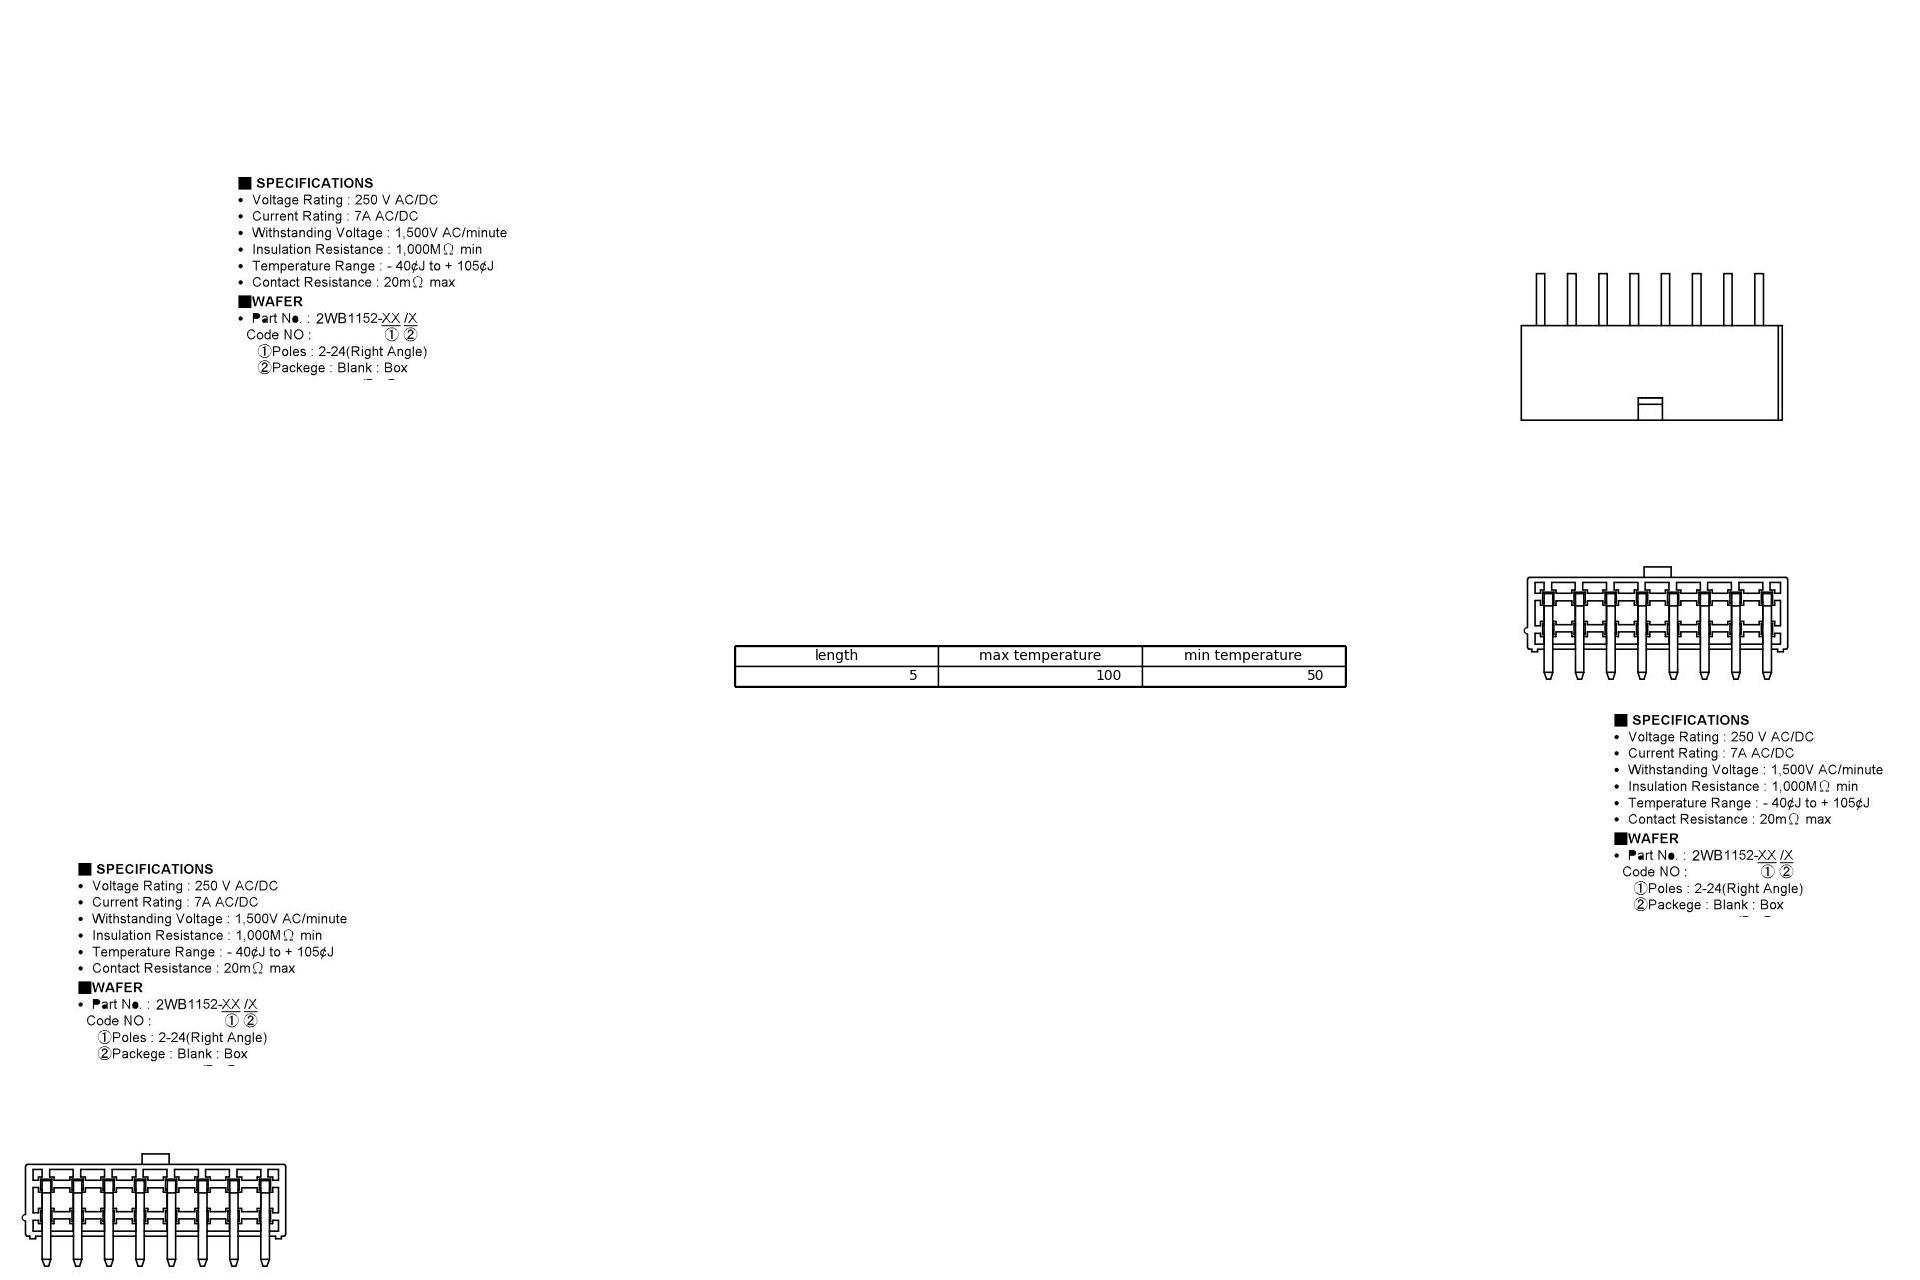 ■ SPECIFICATIONS
• Voltage Rating : 250 V AC/DC
• Current Rating : 7A AC/DC
• Withstanding Voltage : 1,500V AC/minute
• Insulation Resistance : 1,000MΩ min
• Temperature Range : - 40¢J to + 105¢J
• Contact Resistance : 20mΩ max
■WAFER
• Part No. : 2WB1152-XX /X
Code NO : ① ②
①Poles : 2-24(Right Angle)
②Packege : Blank : Box
length max temperature min temperature
5 100 50
■ SPECIFICATIONS
• Voltage Rating : 250 V AC/DC
• Current Rating : 7A AC/DC
• Withstanding Voltage : 1,500V AC/minute
• Insulation Resistance : 1,000MΩ min
• Temperature Range : - 40¢J to + 105¢J
• Contact Resistance : 20mΩ max
■WAFER
• Part No. : 2WB1152-XX /X
Code NO : ① ②
①Poles : 2-24(Right Angle)
②Packege : Blank : Box
■ SPECIFICATIONS
• Voltage Rating : 250 V AC/DC
• Current Rating : 7A AC/DC
• Withstanding Voltage : 1,500V AC/minute
• Insulation Resistance : 1,000MΩ min
• Temperature Range : - 40¢J to + 105¢J
• Contact Resistance : 20mΩ max
■WAFER
• Part No. : 2WB1152-XX /X
Code NO : ① ②
①Poles : 2-24(Right Angle)
②Packege : Blank : Box